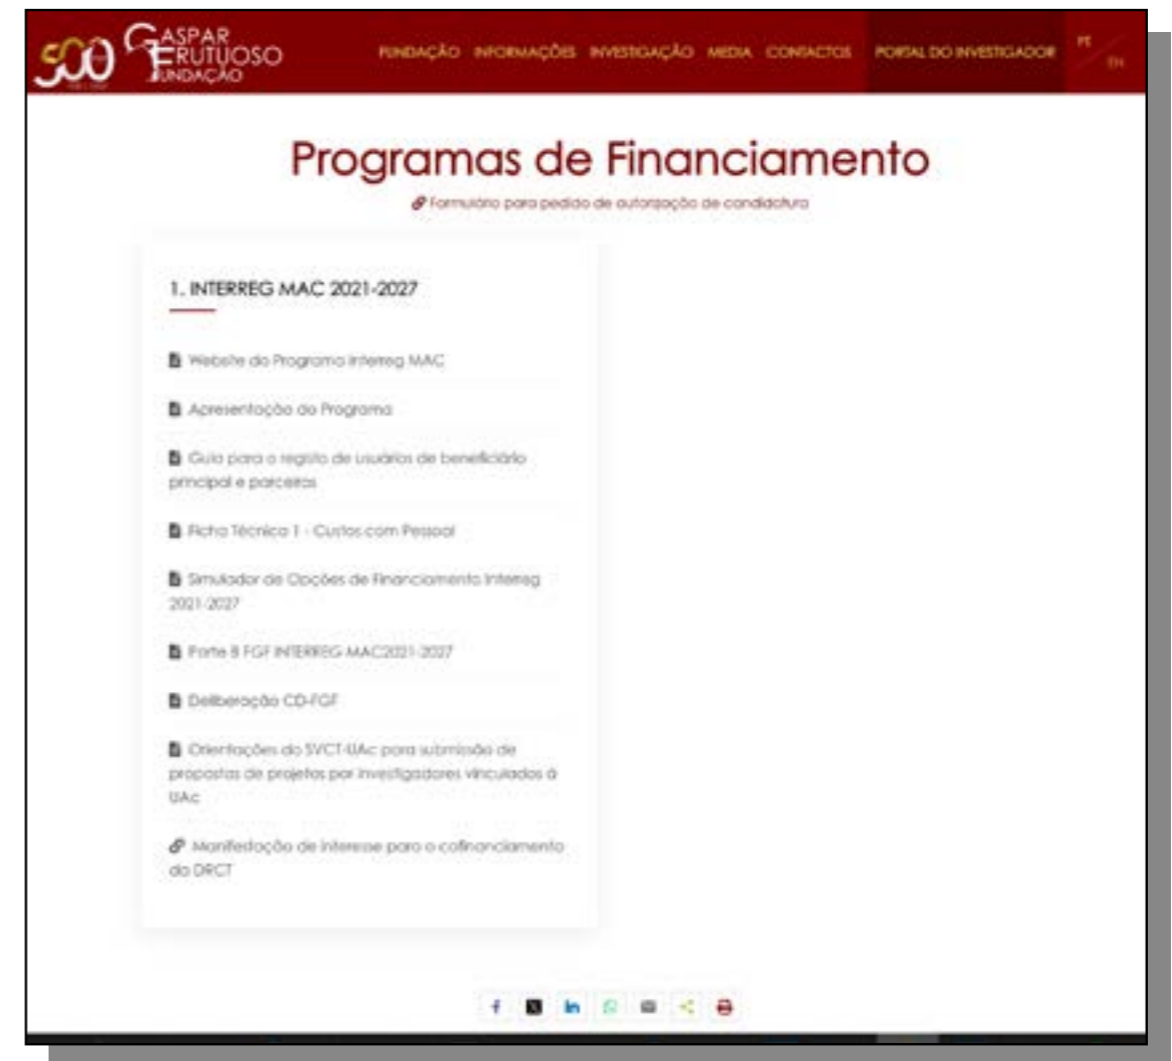 500 GASPAR
FRUTUOSO
FUNDAÇÃO
FUNDAÇÃO INFORMAÇÕES INVESTIGAÇÃO MEDIA CONTACTOS PORTAL DO INVESTIGADOR PT
EN
Programas de Financiamento
Formulário para pedido de autorização de candidatura
1. INTERREG MAC 2021-2027
Website do Programa Interreg MAC
Apresentação do Programa
Guia para o registo de usuários de beneficiário
principal e parceiros
Ficha Técnica 1 - Custos com Pessoal
Simulador de Opções de Financiamento Interreg
2021-2027
Parte B FGF INTERREG MAC2021-2027
Deliberação CD-FGF
Orientações do SVCT-UAc para submissão de
propostas de projetos por investigadores vinculados à
UAc
Manifestação de interesse para o cofinanciamento
da DRCT